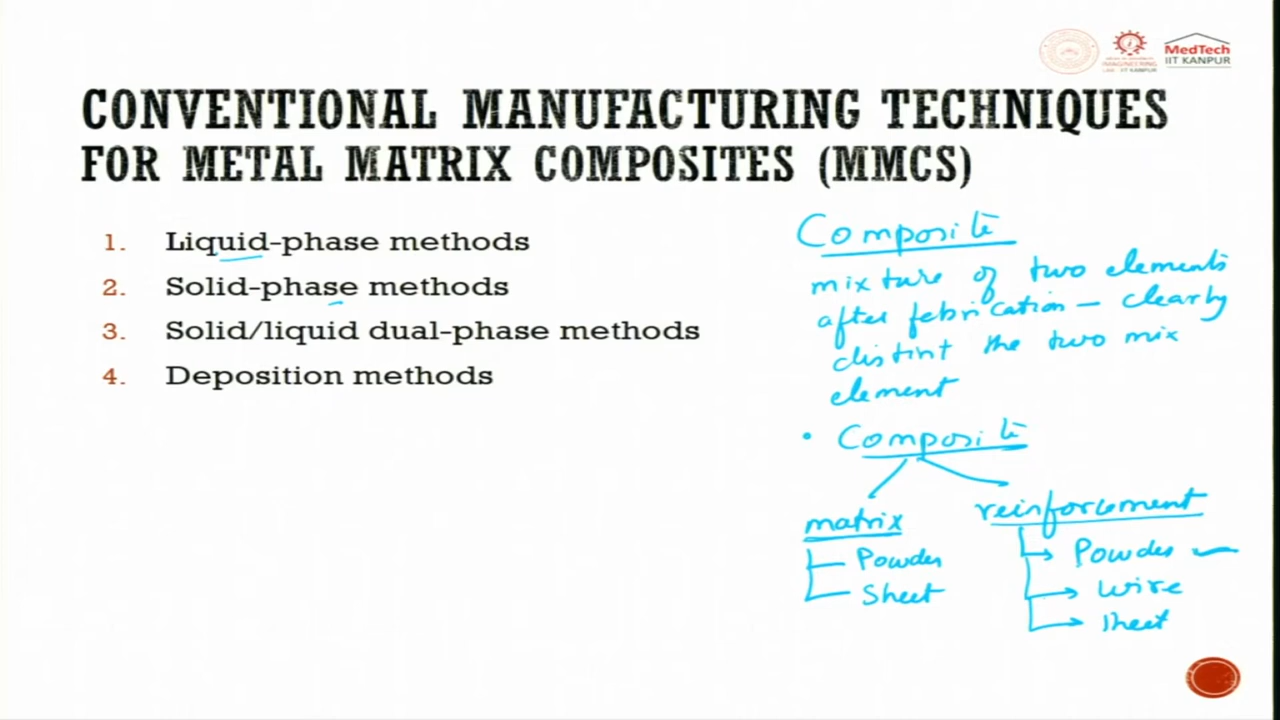 MedTech
IIT KANPUR
CONVENTIONAL MANUFACTURING TECHNIQUES
FOR METAL MATRIX COMPOSITES (MMCS)
1. Liquid-phase methods
2. Solid-phase methods
3. Solid/liquid dual-phase methods
4. Deposition methods
Composite
mixture of two elements
after febrication – clearly
distint the two mix
element
• Composite
matrix
Powder
Sheet
reinforcement
Powder
wire
sheet